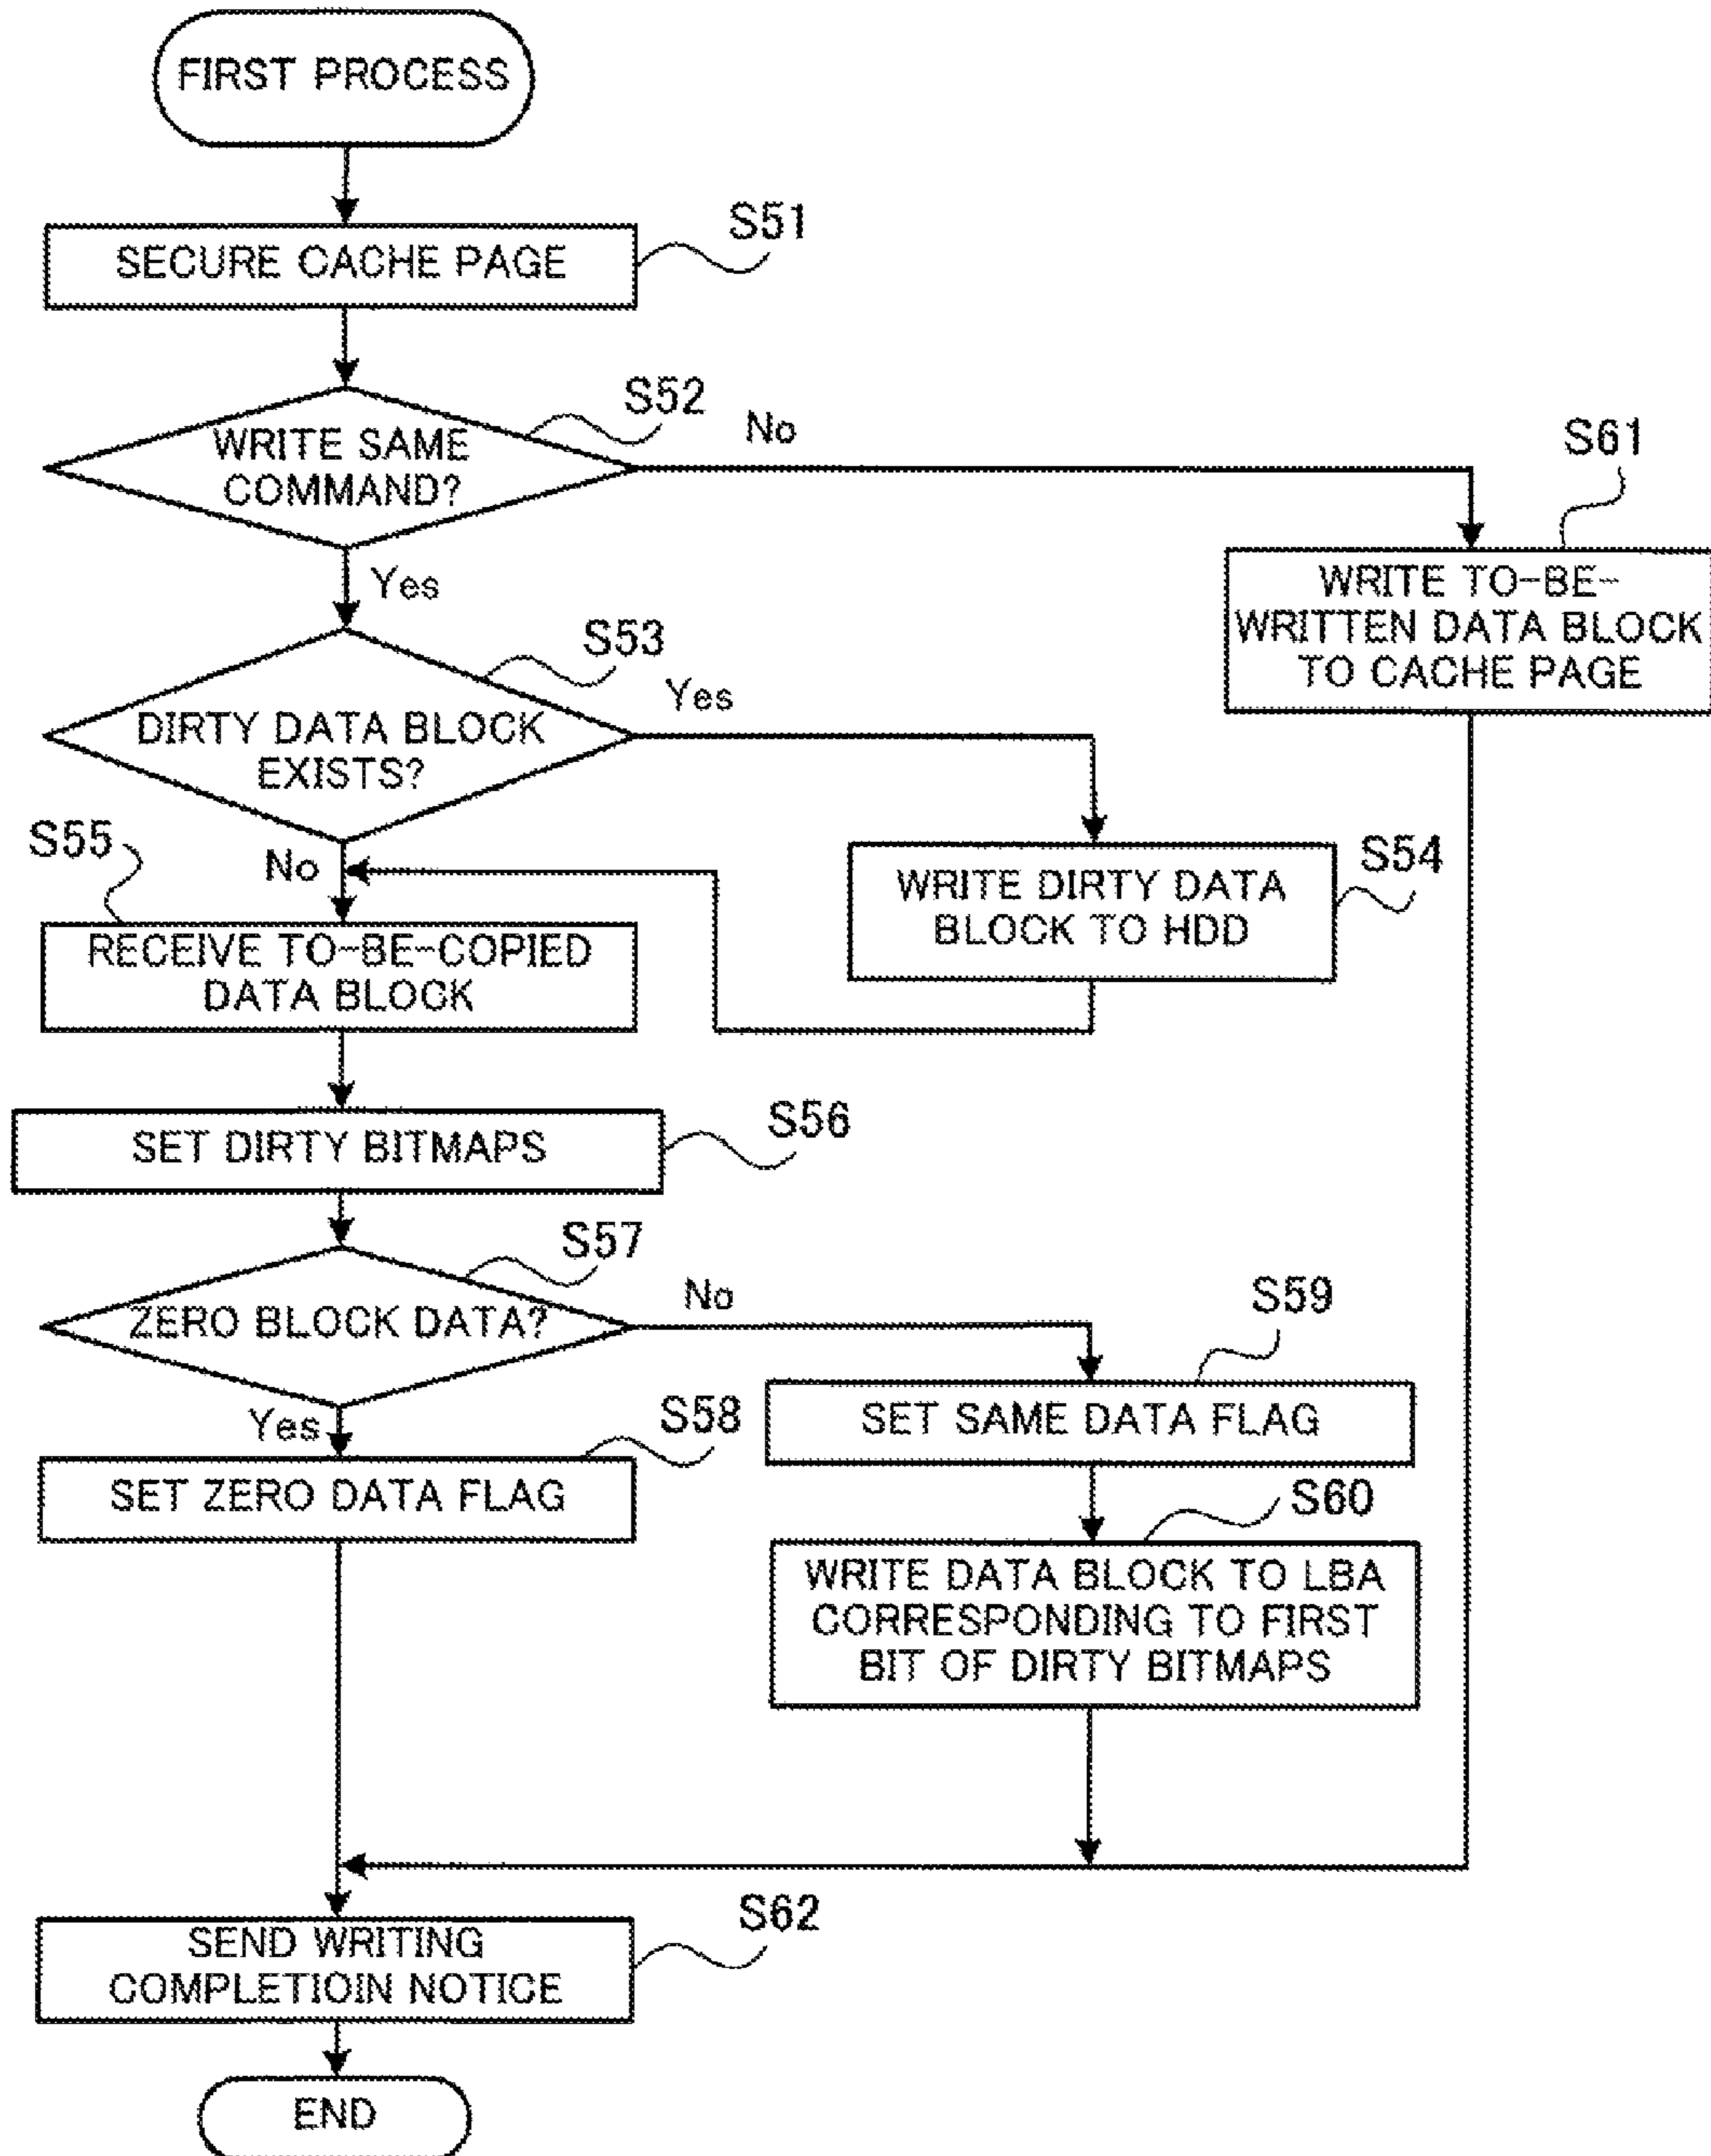 FIRST PROCESS
S51
SECURE CACHE PAGE
S52
WRITE SAME
COMMAND?
No
Yes
S61
WRITE TO-BE-
WRITTEN DATA BLOCK
TO CACHE PAGE
S53
DIRTY DATA BLOCK
EXISTS?
Yes
No
S54
WRITE DIRTY DATA
BLOCK TO HDD
S55
RECEIVE TO-BE-COPIED
DATA BLOCK
S56
SET DIRTY BITMAPS
S57
ZERO BLOCK DATA?
No
Yes
S59
SET SAME DATA FLAG
S58
SET ZERO DATA FLAG
S60
WRITE DATA BLOCK TO LBA
CORRESPONDING TO FIRST
BIT OF DIRTY BITMAPS
S62
SEND WRITING
COMPLETIOIN NOTICE
END